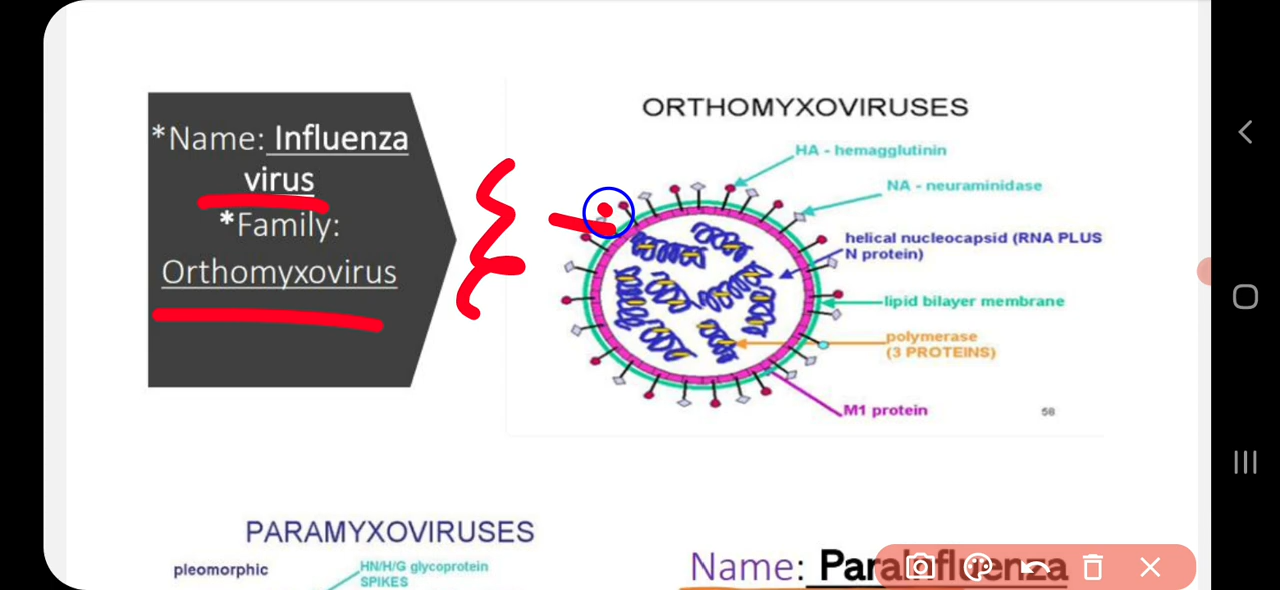 *Name: Influenza
virus
*Family:
Orthomyxovirus
ORTHOMYXOVIRUSES
HA - hemagglutinin
NA - neuraminidase
helical nucleocapsid (RNA PLUS
N protein)
lipid bilayer membrane
polymerase
(3 PROTEINS)
M1 protein
58
PARAMYXOVIRUSES
pleomorphic
HN/H/G glycoprotein
SPIKES
Name: Parainfluenza